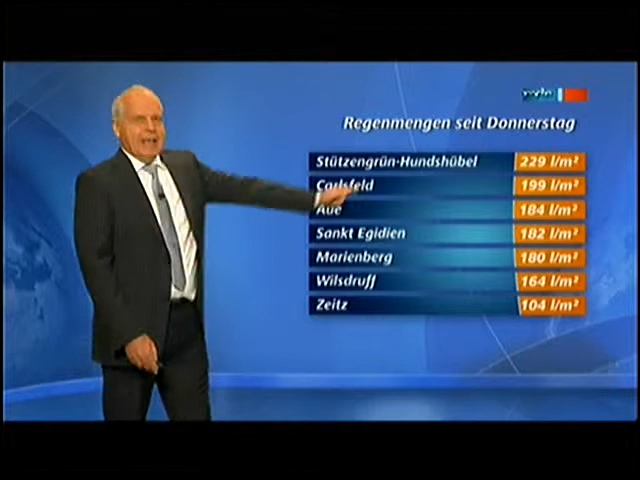 mdr
Regenmengen seit Donnerstag
Stützengrün-Hundshübel 229 l/m²
Carlsfeld 199 l/m²
Aue 184 l/m²
Sankt Egidien 182 l/m²
Marienberg 180 l/m²
Wilsdruff 164 l/m²
Zeitz 104 l/m²